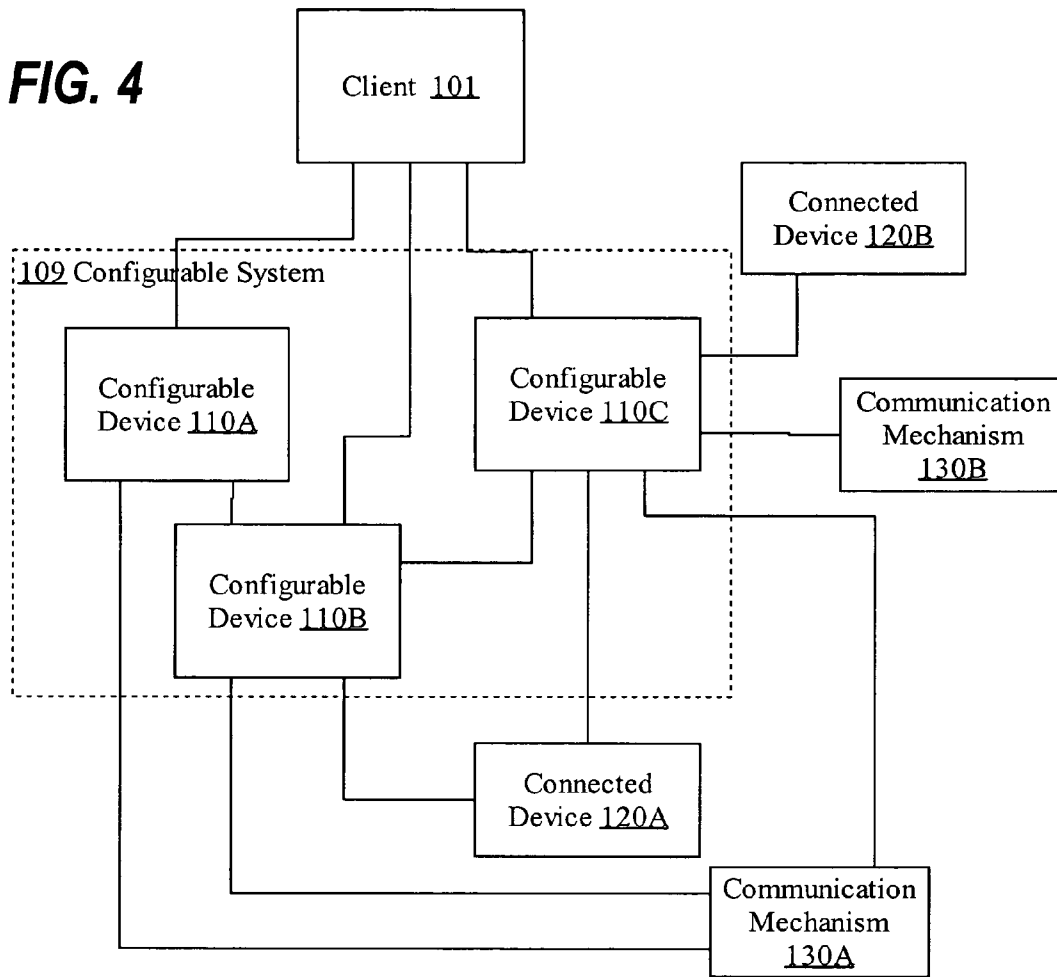 FIG. 4
Client 101
Connected
Device 120B
109 Configurable System
Configurable
Device 110A
Configurable
Device 110C
Communication
Mechanism
130B
Configurable
Device 110B
Connected
Device 120A
Communication
Mechanism
130A